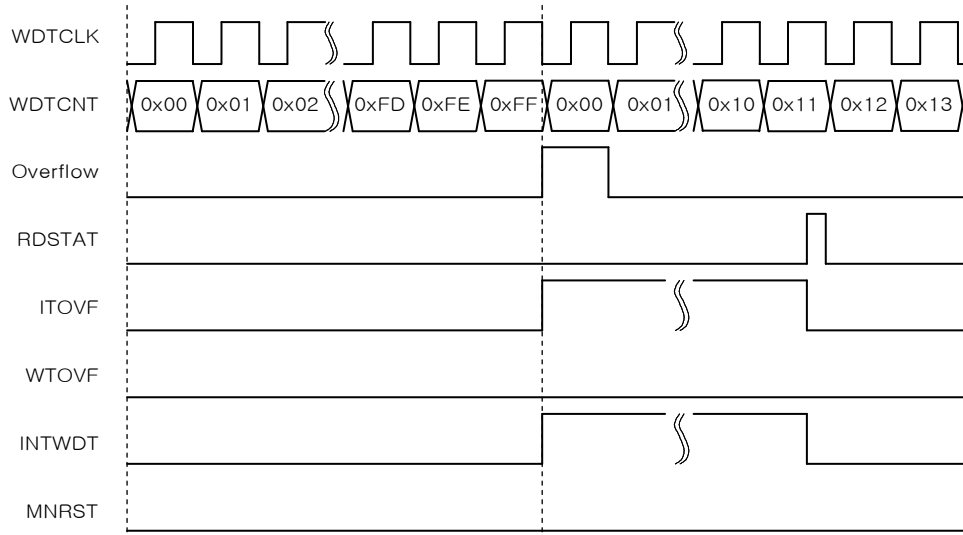 WDTCLK
WDTCNT 0x00 0x01 0x02 0xFD 0xFE 0xFF 0x00 0x01 0x10 0x11 0x12 0x13
Overflow
RDSTAT
ITOVF
WTOVF
INTWDT
MNRST